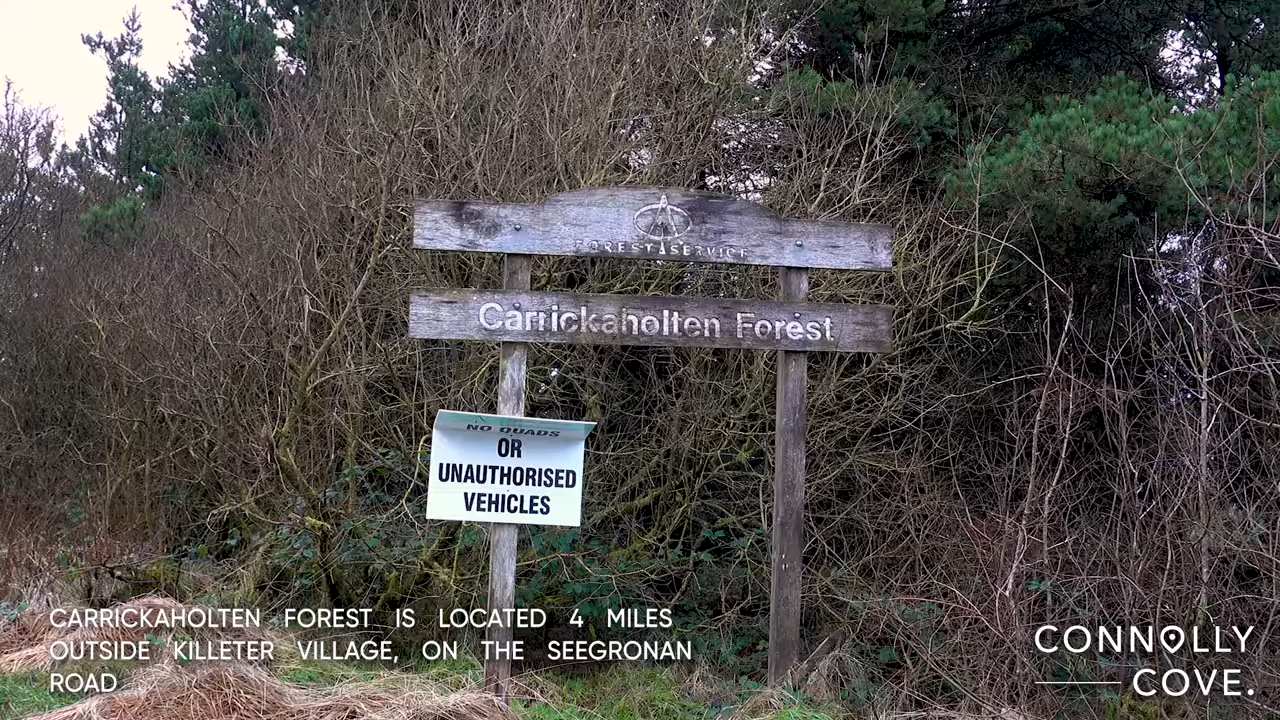 FOREST SERVICE
Carrickaholten Forest
NO QUADS
OR
UNAUTHORISED
VEHICLES
CARRICKAHOLTEN FOREST IS LOCATED 4 MILES
OUTSIDE KILLETER VILLAGE, ON THE SEEGRONAN
ROAD
CONNOLLY
COVE.